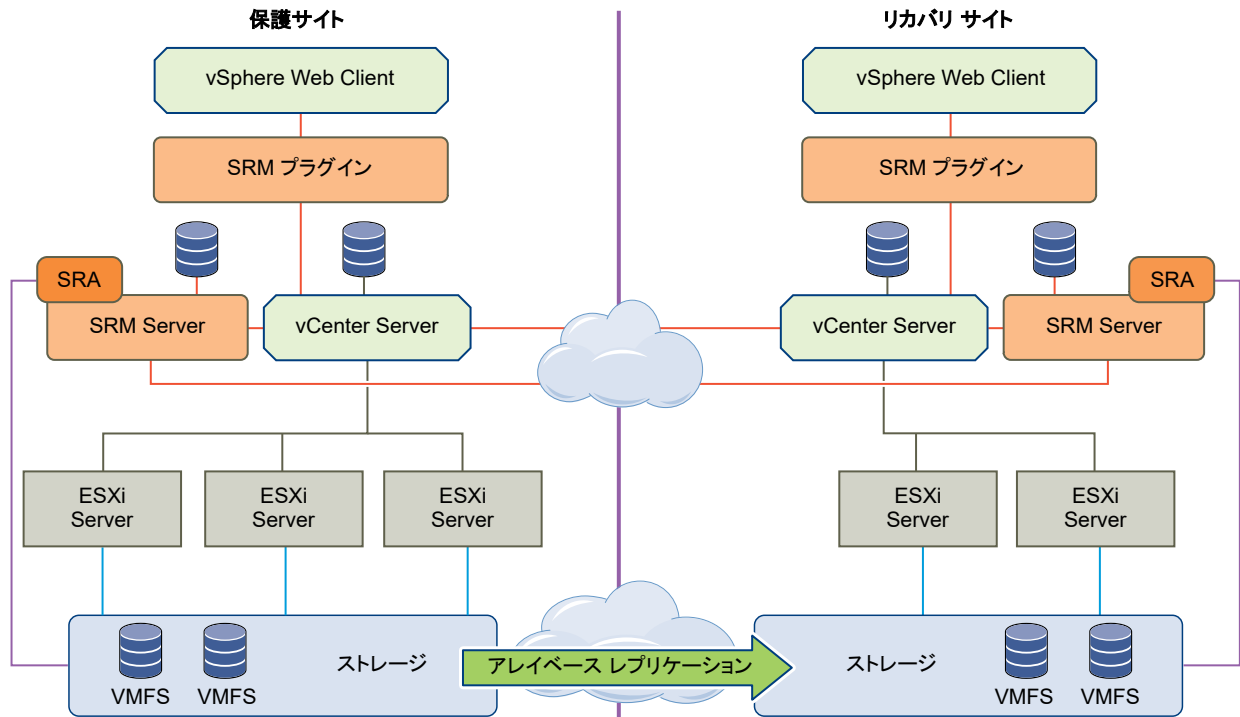 保護サイト
リカバリ サイト
vSphere Web Client
vSphere Web Client
SRM プラグイン
SRM プラグイン
SRA
SRA
SRM Server
vCenter Server
vCenter Server
SRM Server
ESXi
Server
ESXi
Server
ESXi
Server
ESXi
Server
ESXi
Server
ストレージ
アレイベース レプリケーション
ストレージ
VMFS
VMFS
VMFS
VMFS